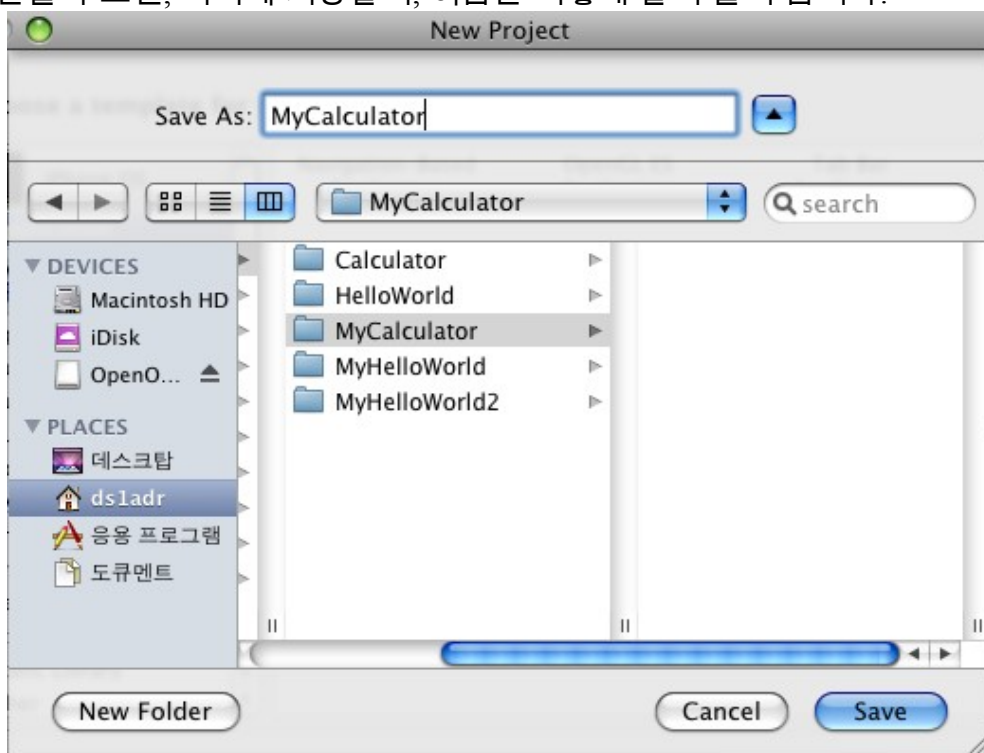 New Project
Save As: MyCalculator
MyCalculator
search
DEVICES
Macintosh HD
iDisk
OpenO...
PLACES
데스크탑
ds1adr
응용 프로그램
도큐멘트
Calculator
HelloWorld
MyCalculator
MyHelloWorld
MyHelloWorld2
New Folder
Cancel
Save